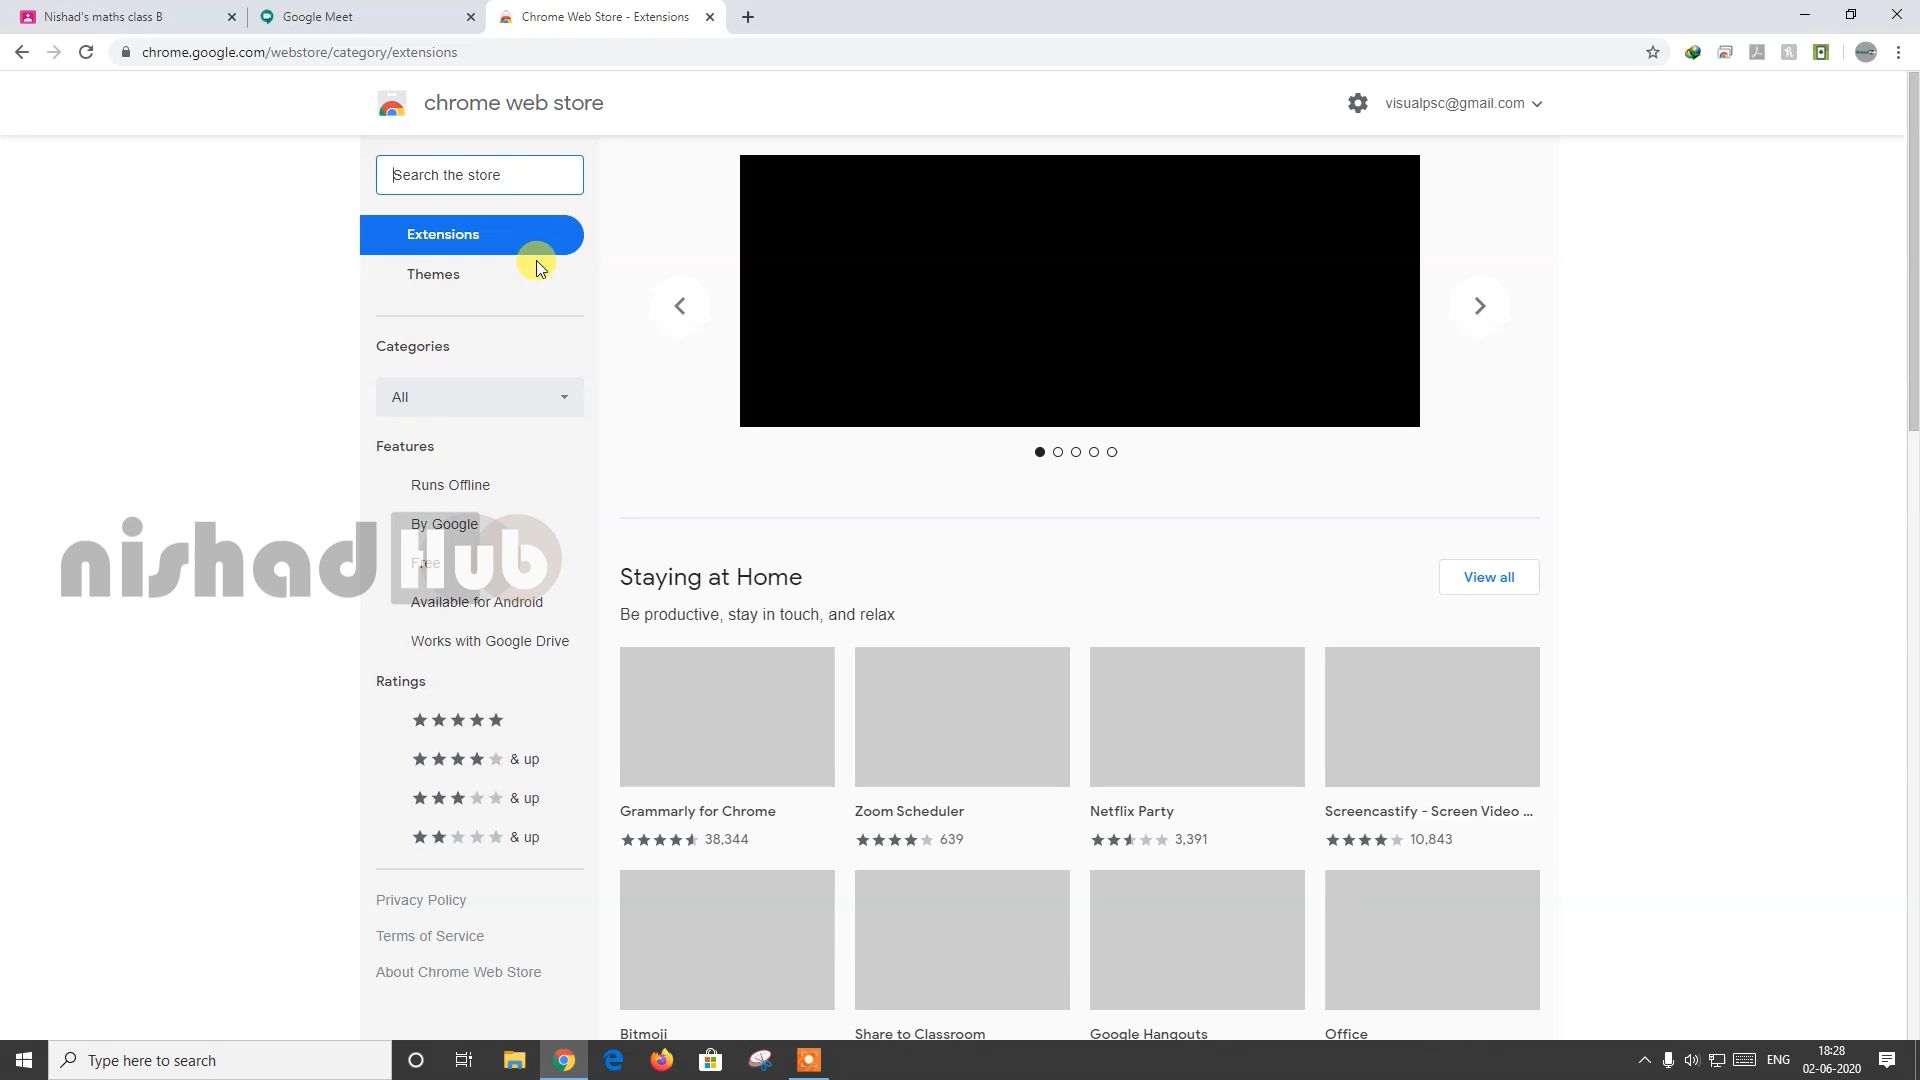 Nishad's maths class B
Google Meet
Chrome Web Store - Extensions
chrome.google.com/webstore/category/extensions
chrome web store
visualpsc@gmail.com
Search the store
Extensions
Themes
Categories
All
Features
Runs Offline
By Google
Free
Available for Android
Works with Google Drive
Ratings
& up
& up
& up
Privacy Policy
Terms of Service
About Chrome Web Store
nishad Hub
Staying at Home
View all
Be productive, stay in touch, and relax
Grammarly for Chrome
38,344
Zoom Scheduler
639
Netflix Party
3,391
Screencastify - Screen Video ...
10,843
Bitmoji
Share to Classroom
Google Hangouts
Office
Type here to search
ENG
18:28
02-06-2020